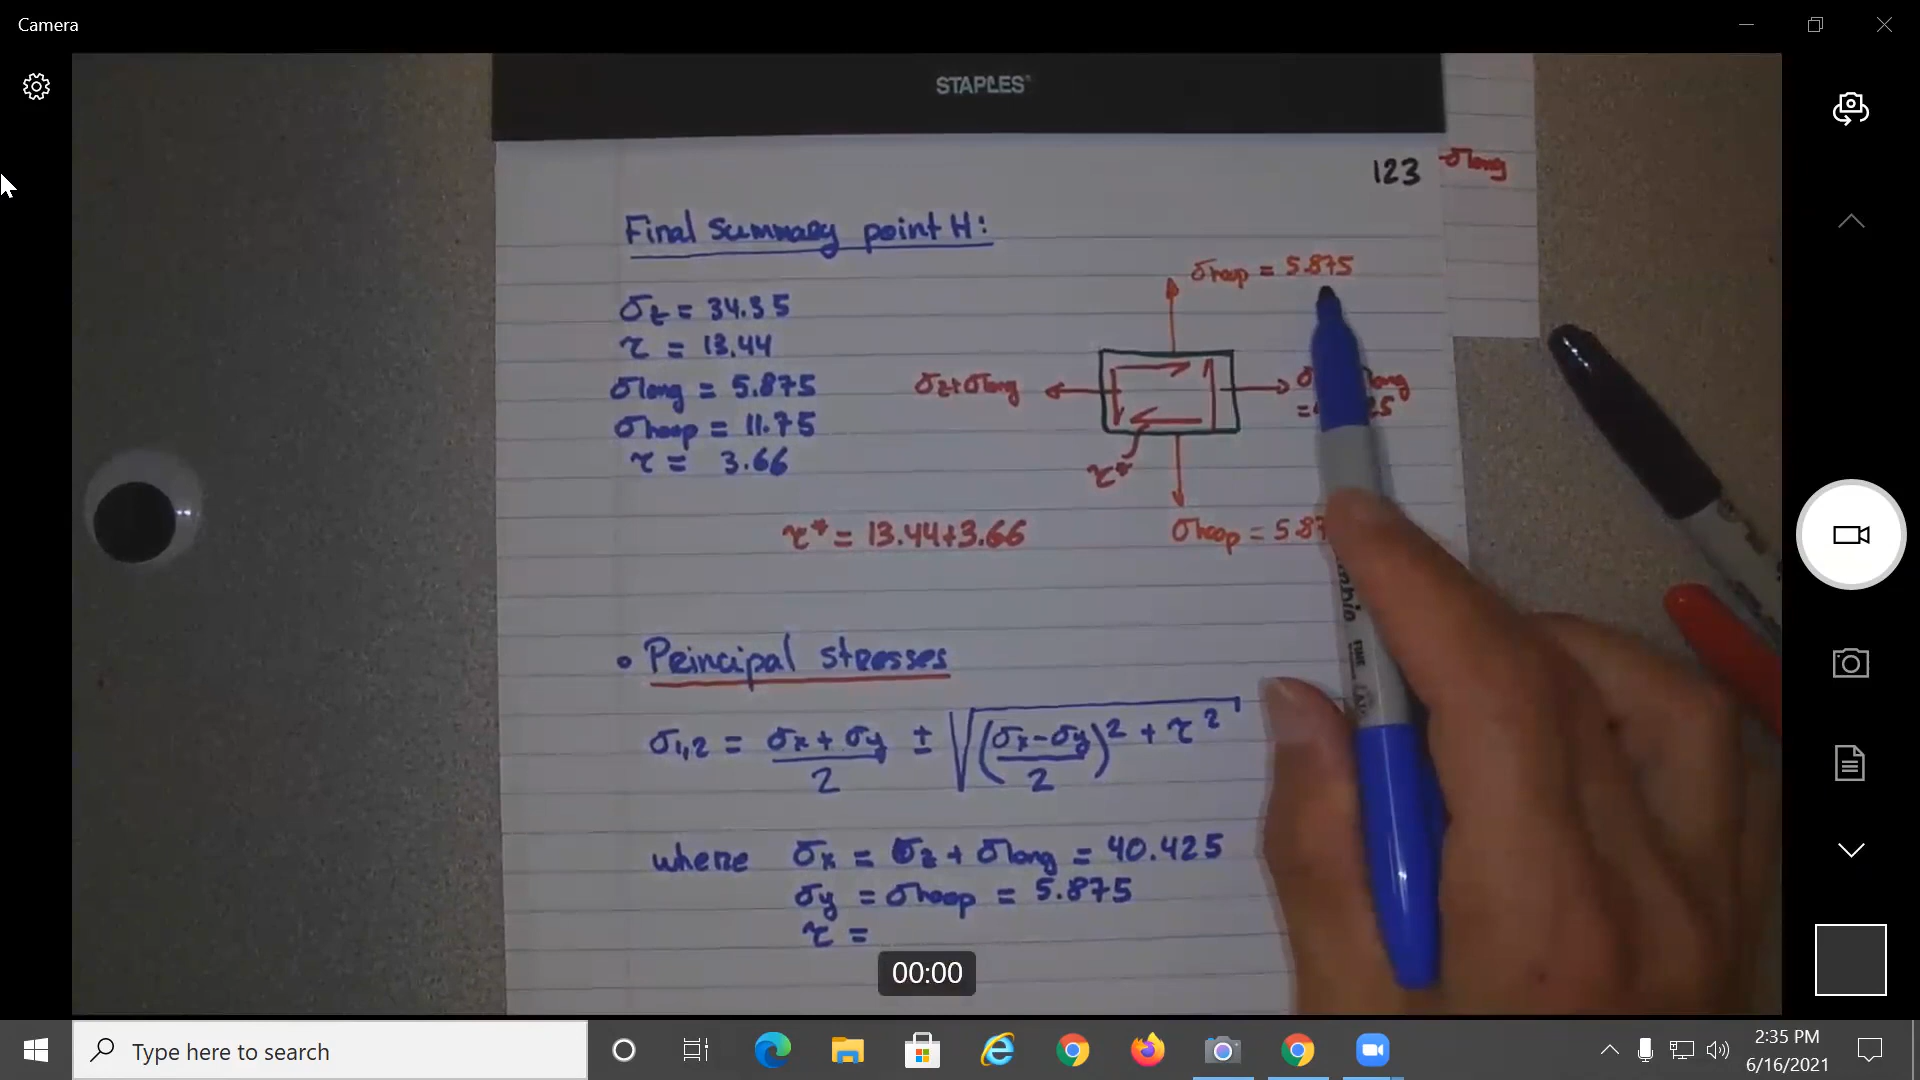 Camera
STAPLES
123
σlong
Final Summary point H:
σhoop = 5.875
σz = 34.35
τ = 13.44
σlong = 5.875
σz+σlong
σhoop = 11.75
τ = 3.66
τ*
τ* = 13.44+3.66
σhoop = 5.87
• Principal stresses
σ1,2 = σx + σy / 2 ± √((σx-σy / 2)² + τ²
where σx = σz + σlong = 40.425
σy = σhoop = 5.875
τ =
00:00
Type here to search
2:35 PM
6/16/2021